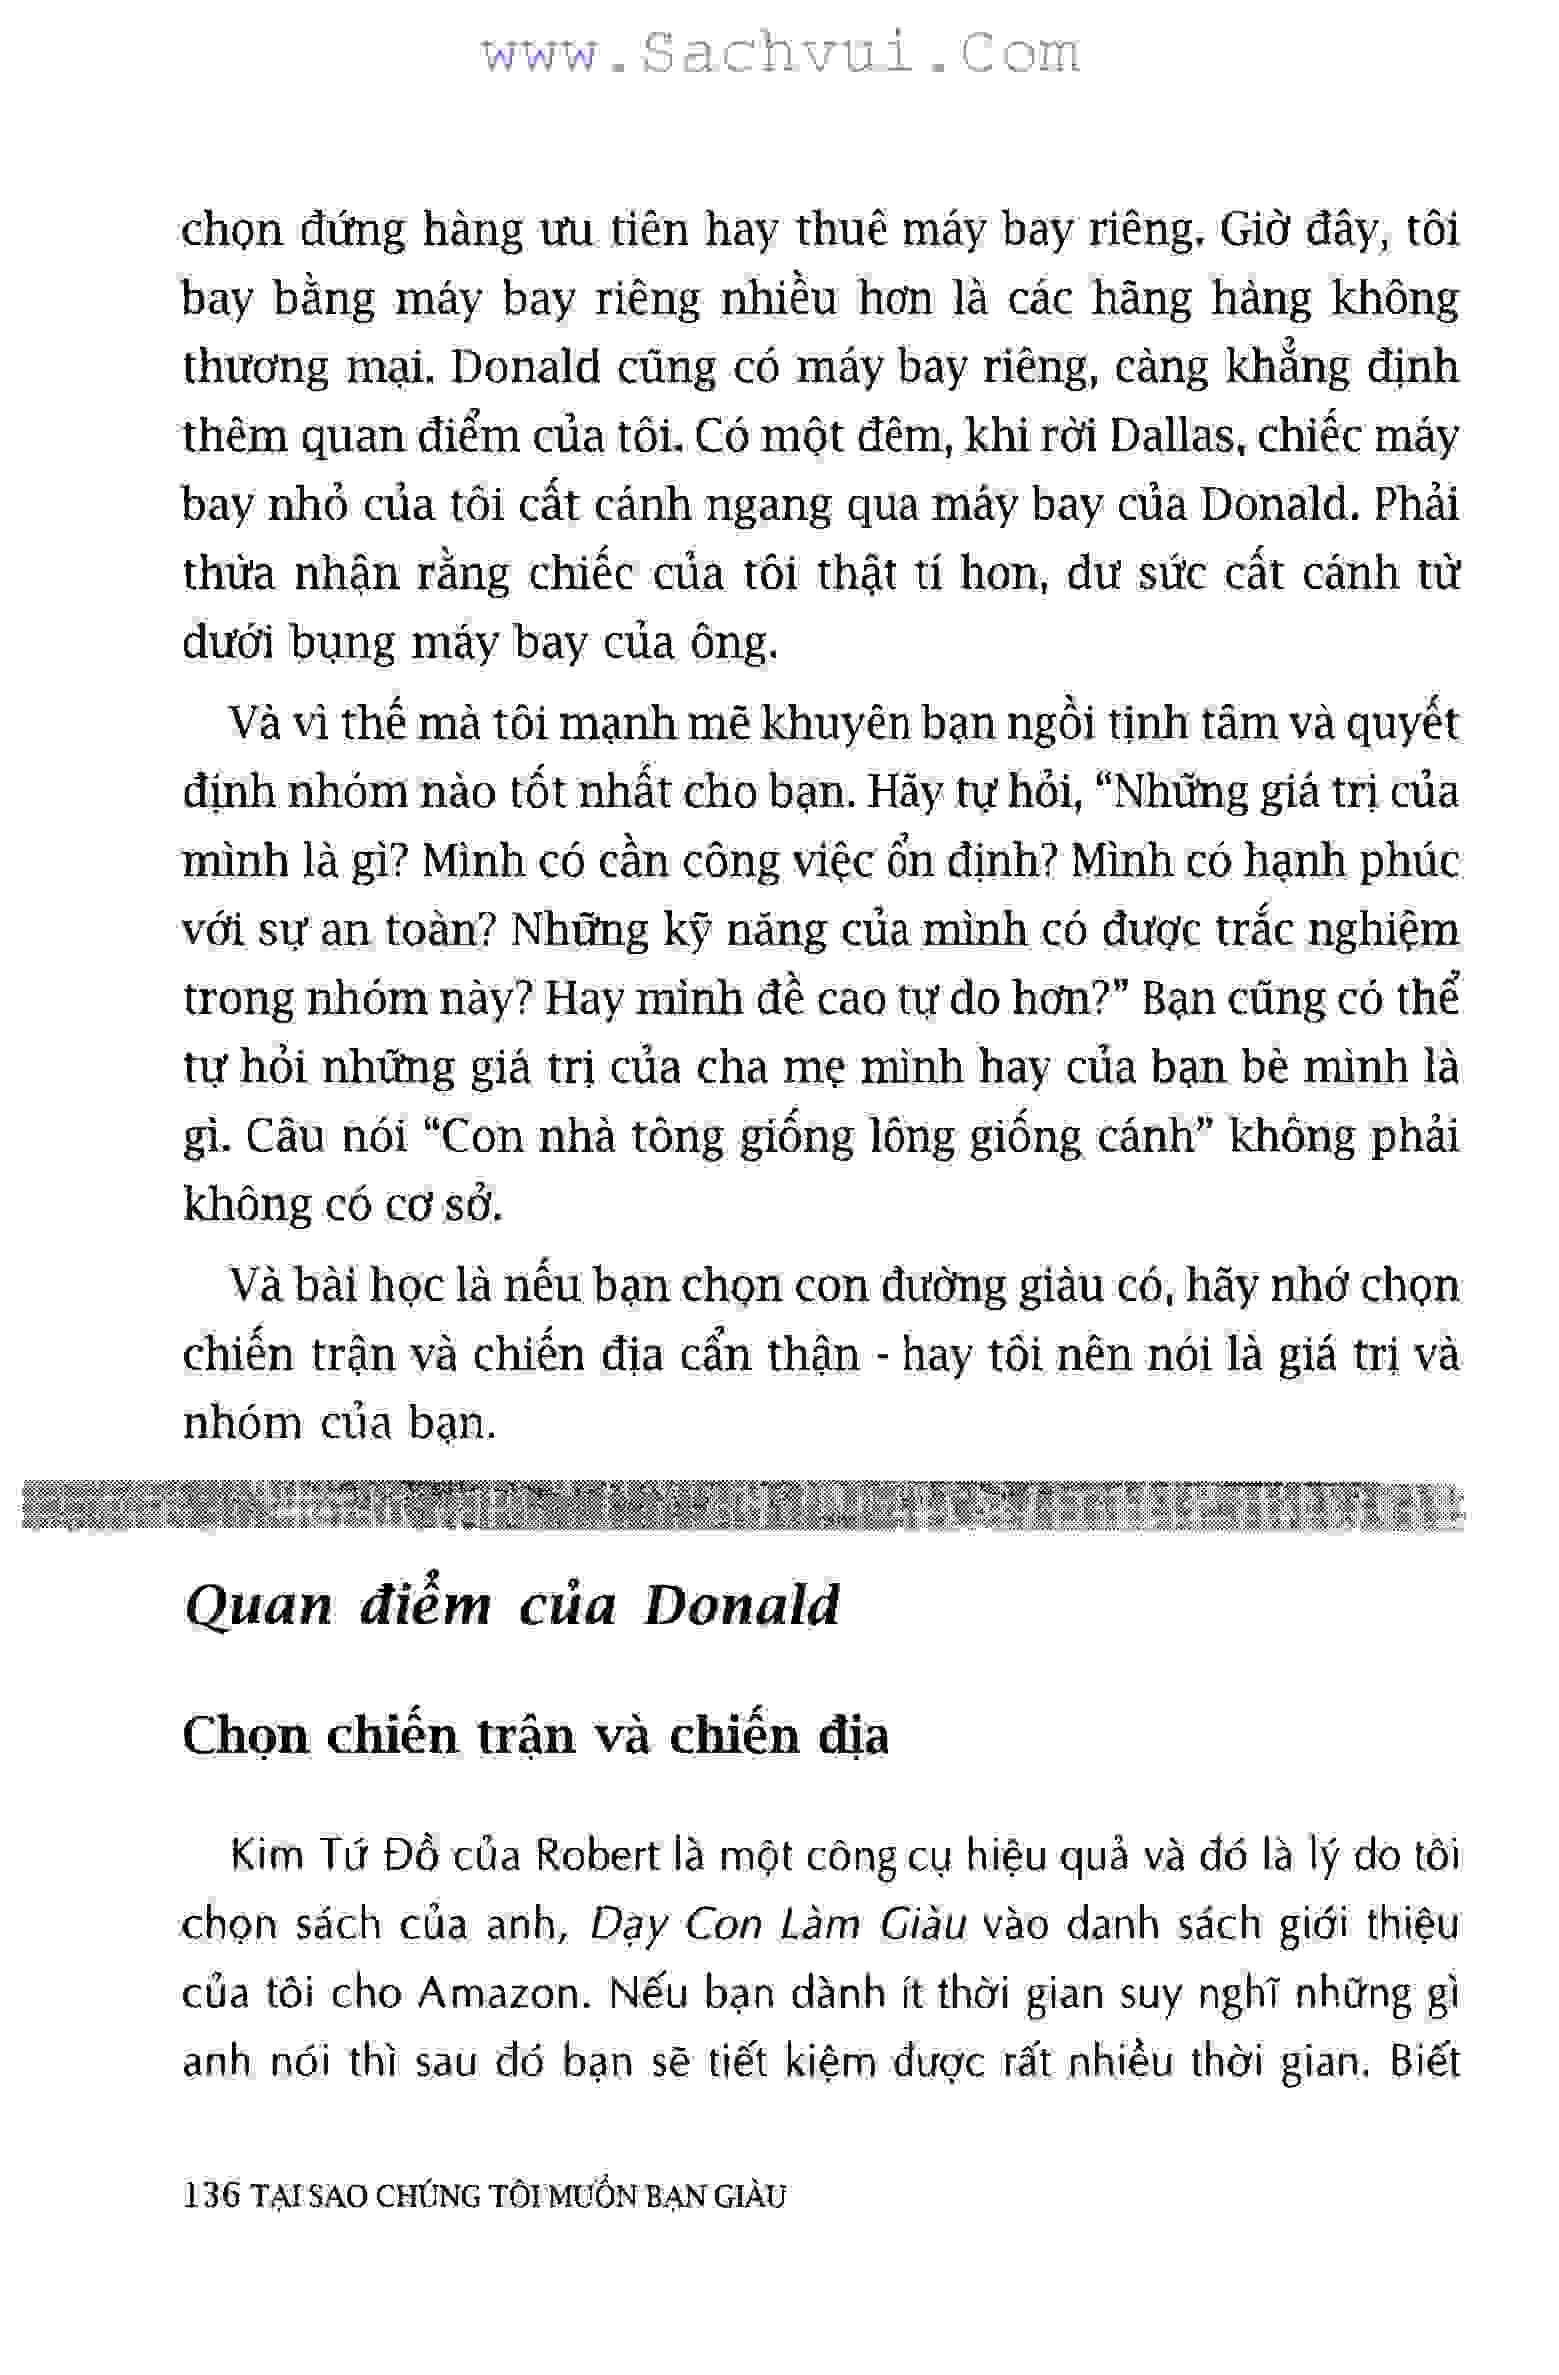 www.Sachvui.Com
chọn đứng hàng ưu tiên hay thuê máy bay riêng. Giờ đây, tôi
bay bằng máy bay riêng nhiều hơn là các hãng hàng không
thương mại. Donald cũng có máy bay riêng, càng khẳng định
thêm quan điểm của tôi. Có một đêm, khi rời Dallas, chiếc máy
bay nhỏ của tôi cất cánh ngang qua máy bay của Donald. Phải
thừa nhận rằng chiếc của tôi thật tí hon, dư sức cất cánh từ
dưới bụng máy bay của ông.
Và vì thế mà tôi mạnh mẽ khuyên bạn ngồi tịnh tâm và quyết
định nhóm nào tốt nhất cho bạn. Hãy tự hỏi, “Những giá trị của
mình là gì? Mình có cần công việc ổn định? Mình có hạnh phúc
với sự an toàn? Những kỹ năng của mình có được trắc nghiệm
trong nhóm này? Hay mình đề cao tự do hơn?” Bạn cũng có thể
tự hỏi những giá trị của cha mẹ mình hay của bạn bè mình là
gì. Câu nói “Con nhà tông giống lông giống cánh” không phải
không có cơ sở.
Và bài học là nếu bạn chọn con đường giàu có, hãy nhớ chọn
chiến trận và chiến địa cẩn thận - hay tôi nên nói là giá trị và
nhóm của bạn.
Quan điểm của Donald
Chọn chiến trận và chiến địa
Kim Tứ Đồ của Robert là một công cụ hiệu quả và đó là lý do tôi
chọn sách của anh, Dạy Con Làm Giàu vào danh sách giới thiệu
của tôi cho Amazon. Nếu bạn dành ít thời gian suy nghĩ những gì
anh nói thì sau đó bạn sẽ tiết kiệm được rất nhiều thời gian. Biết
136 TẠI SAO CHÚNG TÔI MUỐN BẠN GIÀU